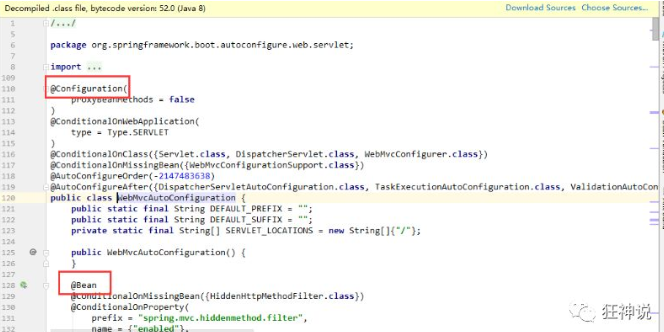 Decompiled .class file, bytecode version: 52.0 (Java 8) Download Sources Choose Sources...
1 /.../
6 package org.springframework.boot.autoconfigure.web.servlet;
7
8 import ...
109
110 @Configuration(
111 proxyBeanMethods = false
112 )
113 @ConditionalOnWebApplication(
114 type = Type.SERVLET
115 )
116 @ConditionalOnClass({Servlet.class, DispatcherServlet.class, WebMvcConfigurer.class})
117 @ConditionalOnMissingBean({WebMvcConfigurationSupport.class})
118 @AutoConfigureOrder(-2147483638)
119 @AutoConfigureAfter({DispatcherServletAutoConfiguration.class, TaskExecutionAutoConfiguration.class, ValidationAutoCon
120 public class WebMvcAutoConfiguration {
121 public static final String DEFAULT_PREFIX = "";
122 public static final String DEFAULT_SUFFIX = "";
123 private static final String[] SERVLET_LOCATIONS = new String[]{"/"};
125 public WebMvcAutoConfiguration() {
126 }
127
128 @Bean
129 @ConditionalOnMissingBean({HiddenHttpMethodFilter.class})
130 @ConditionalOnProperty(
131 prefix = "spring.mvc.hiddenmethod.filter",
132 name = {"enabled"},
狂神说